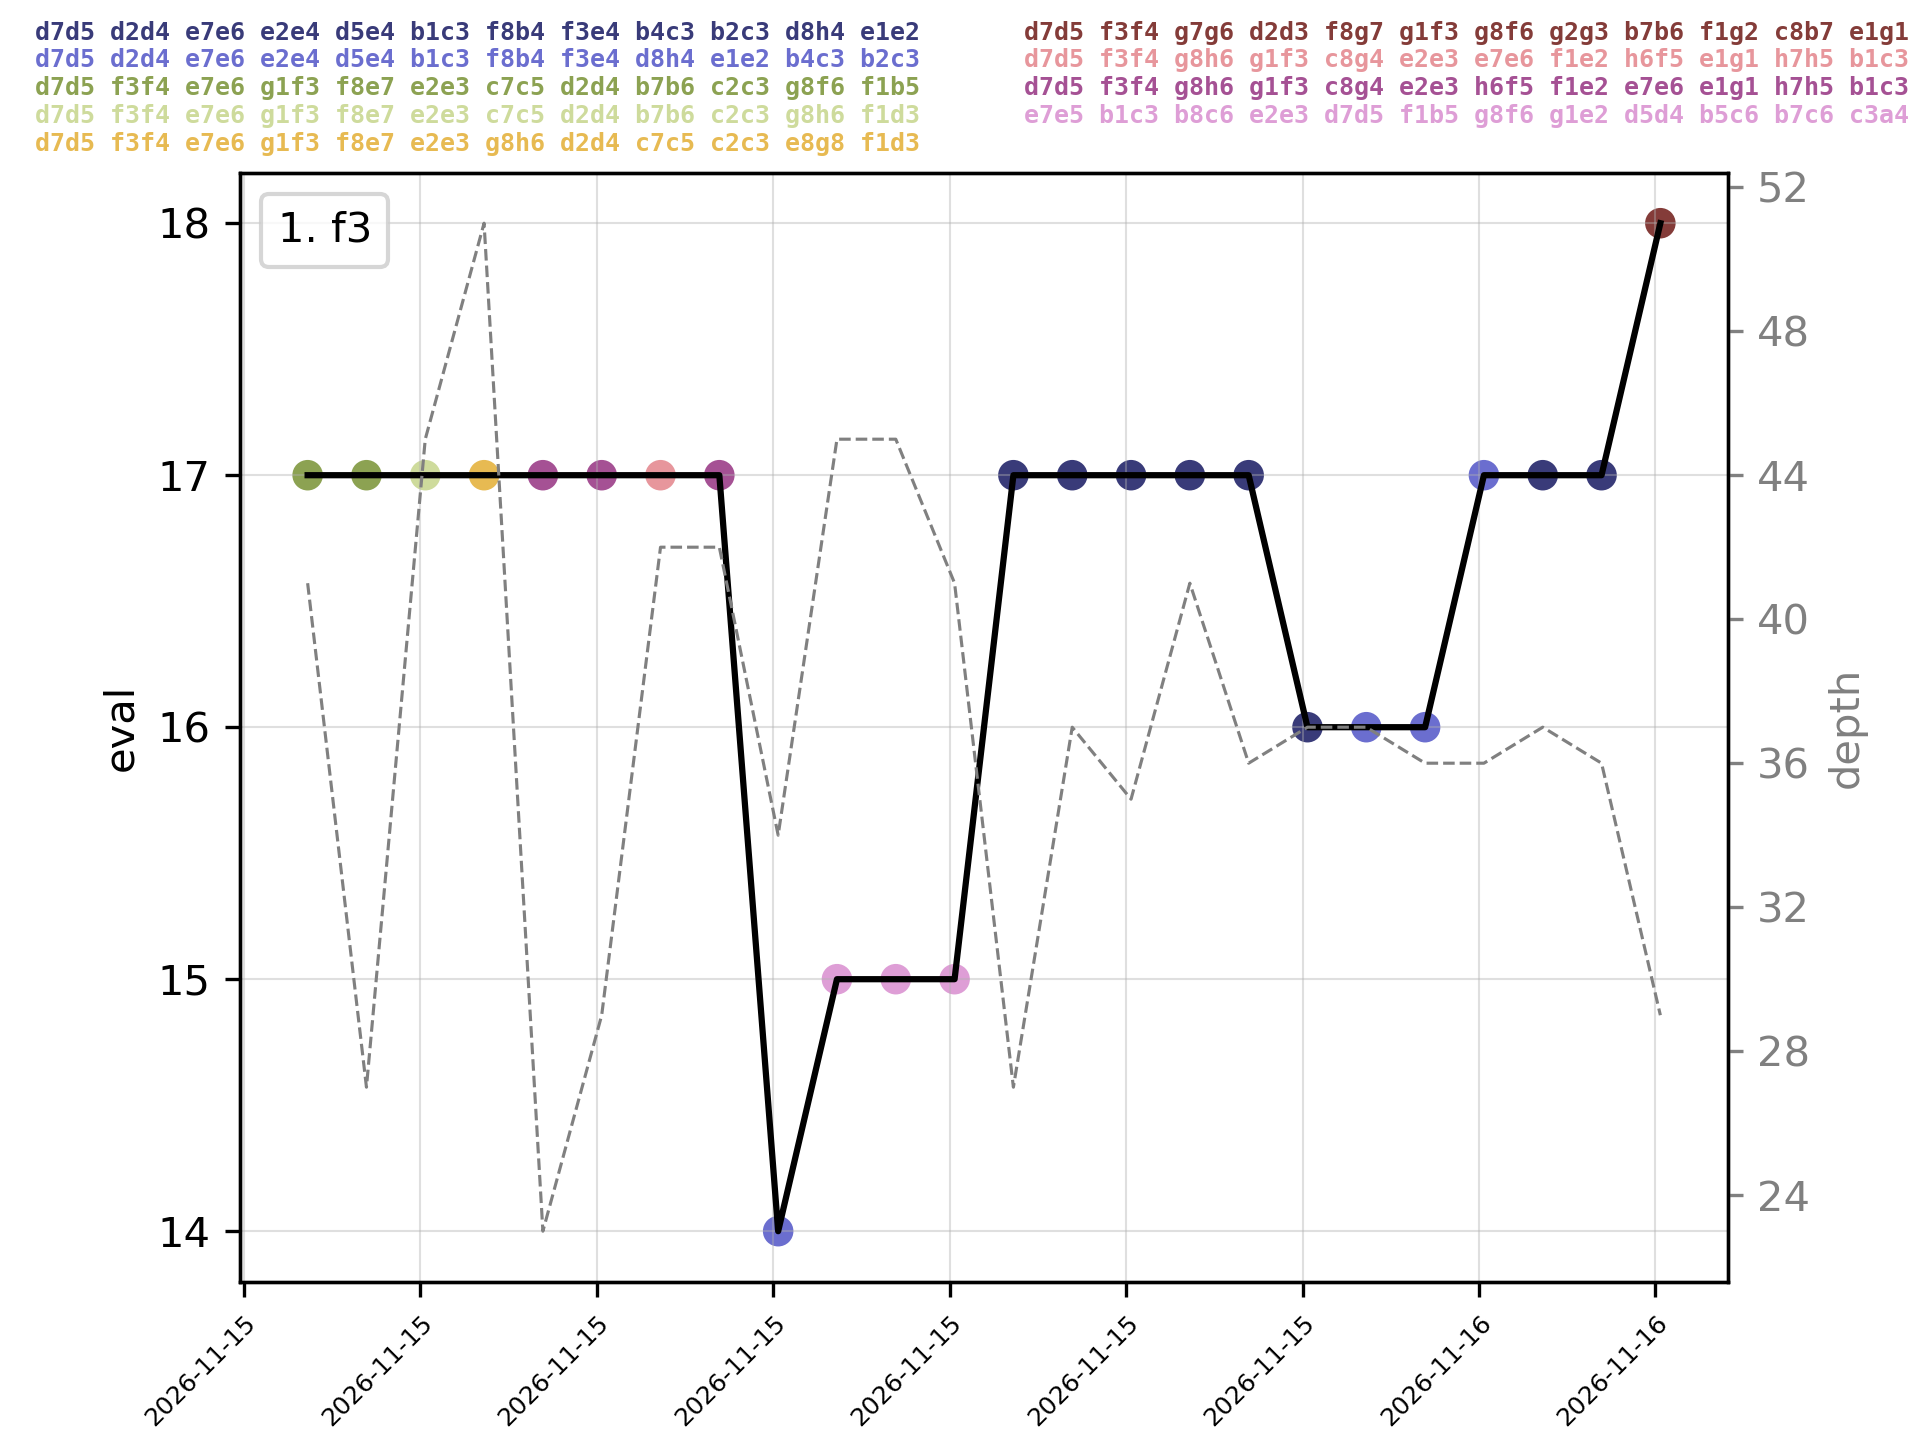 d7d5 d2d4 e7e6 e2e4 d5e4 b1c3 f8b4 f3e4 b4c3 b2c3 d8h4 e1e2
d7d5 d2d4 e7e6 e2e4 d5e4 b1c3 f8b4 f3e4 d8h4 e1e2 b4c3 b2c3
d7d5 f3f4 e7e6 g1f3 f8e7 e2e3 c7c5 d2d4 b7b6 c2c3 g8f6 f1b5
d7d5 f3f4 e7e6 g1f3 f8e7 e2e3 c7c5 d2d4 b7b6 c2c3 g8h6 f1d3
d7d5 f3f4 e7e6 g1f3 f8e7 e2e3 g8h6 d2d4 c7c5 c2c3 e8g8 f1d3
d7d5 f3f4 g7g6 d2d3 f8g7 g1f3 g8f6 g2g3 b7b6 f1g2 c8b7 e1g1
d7d5 f3f4 g8h6 g1f3 c8g4 e2e3 e7e6 f1e2 h6f5 e1g1 h7h5 b1c3
d7d5 f3f4 g8h6 g1f3 c8g4 e2e3 h6f5 f1e2 e7e6 e1g1 h7h5 b1c3
e7e5 b1c3 b8c6 e2e3 d7d5 f1b5 g8f6 g1e2 d5d4 b5c6 b7c6 c3a4
1. f3
18
17
16
15
14
eval
52
48
44
40
36
32
28
24
depth
2026-11-15
2026-11-15
2026-11-15
2026-11-15
2026-11-15
2026-11-15
2026-11-15
2026-11-16
2026-11-16